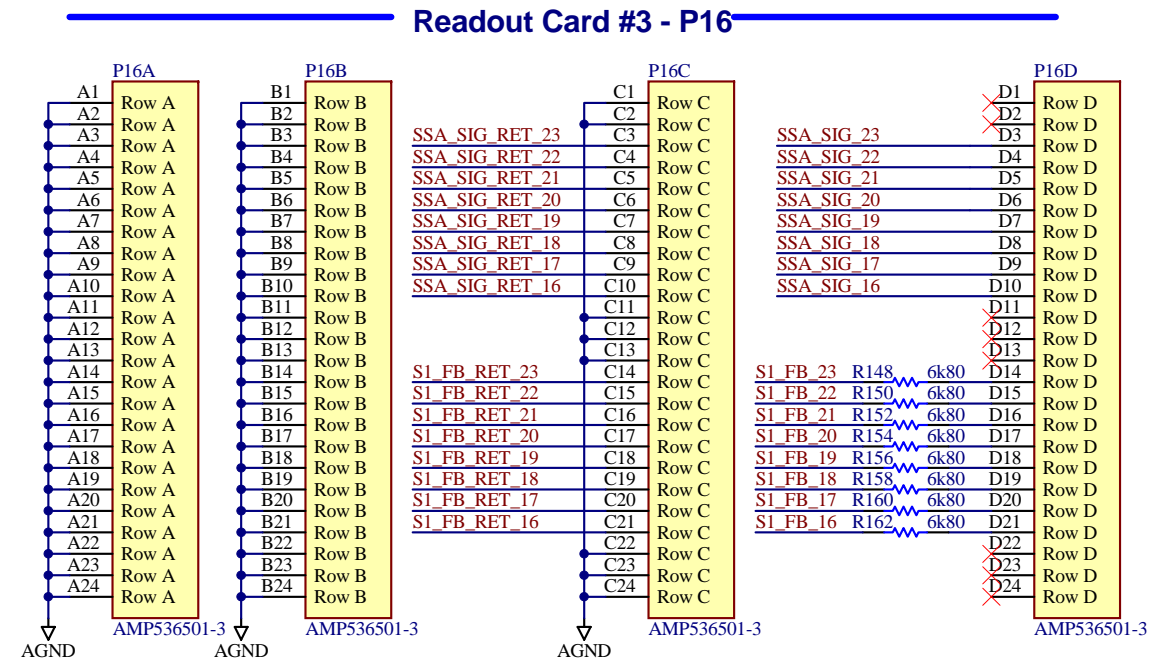 Readout Card #3 - P16
P16A P16B P16C P16D
A1 Row A B1 Row B C1 Row C D1 Row D
A2 Row A B2 Row B C2 Row C D2 Row D
A3 Row A B3 Row B SSA_SIG_RET_23 C3 Row C SSA_SIG_23 D3 Row D
A4 Row A B4 Row B SSA_SIG_RET_22 C4 Row C SSA_SIG_22 D4 Row D
A5 Row A B5 Row B SSA_SIG_RET_21 C5 Row C SSA_SIG_21 D5 Row D
A6 Row A B6 Row B SSA_SIG_RET_20 C6 Row C SSA_SIG_20 D6 Row D
A7 Row A B7 Row B SSA_SIG_RET_19 C7 Row C SSA_SIG_19 D7 Row D
A8 Row A B8 Row B SSA_SIG_RET_18 C8 Row C SSA_SIG_18 D8 Row D
A9 Row A B9 Row B SSA_SIG_RET_17 C9 Row C SSA_SIG_17 D9 Row D
A10 Row A B10 Row B SSA_SIG_RET_16 C10 Row C SSA_SIG_16 D10 Row D
A11 Row A B11 Row B C11 Row C D11 Row D
A12 Row A B12 Row B C12 Row C D12 Row D
A13 Row A B13 Row B C13 Row C D13 Row D
A14 Row A B14 Row B S1_FB_RET_23 C14 Row C S1_FB_23 R148 6k80 D14 Row D
A15 Row A B15 Row B S1_FB_RET_22 C15 Row C S1_FB_22 R150 6k80 D15 Row D
A16 Row A B16 Row B S1_FB_RET_21 C16 Row C S1_FB_21 R152 6k80 D16 Row D
A17 Row A B17 Row B S1_FB_RET_20 C17 Row C S1_FB_20 R154 6k80 D17 Row D
A18 Row A B18 Row B S1_FB_RET_19 C18 Row C S1_FB_19 R156 6k80 D18 Row D
A19 Row A B19 Row B S1_FB_RET_18 C19 Row C S1_FB_18 R158 6k80 D19 Row D
A20 Row A B20 Row B S1_FB_RET_17 C20 Row C S1_FB_17 R160 6k80 D20 Row D
A21 Row A B21 Row B S1_FB_RET_16 C21 Row C S1_FB_16 R162 6k80 D21 Row D
A22 Row A B22 Row B C22 Row C D22 Row D
A23 Row A B23 Row B C23 Row C D23 Row D
A24 Row A B24 Row B C24 Row C D24 Row D
AMP536501-3 AMP536501-3 AMP536501-3 AMP536501-3
AGND AGND AGND